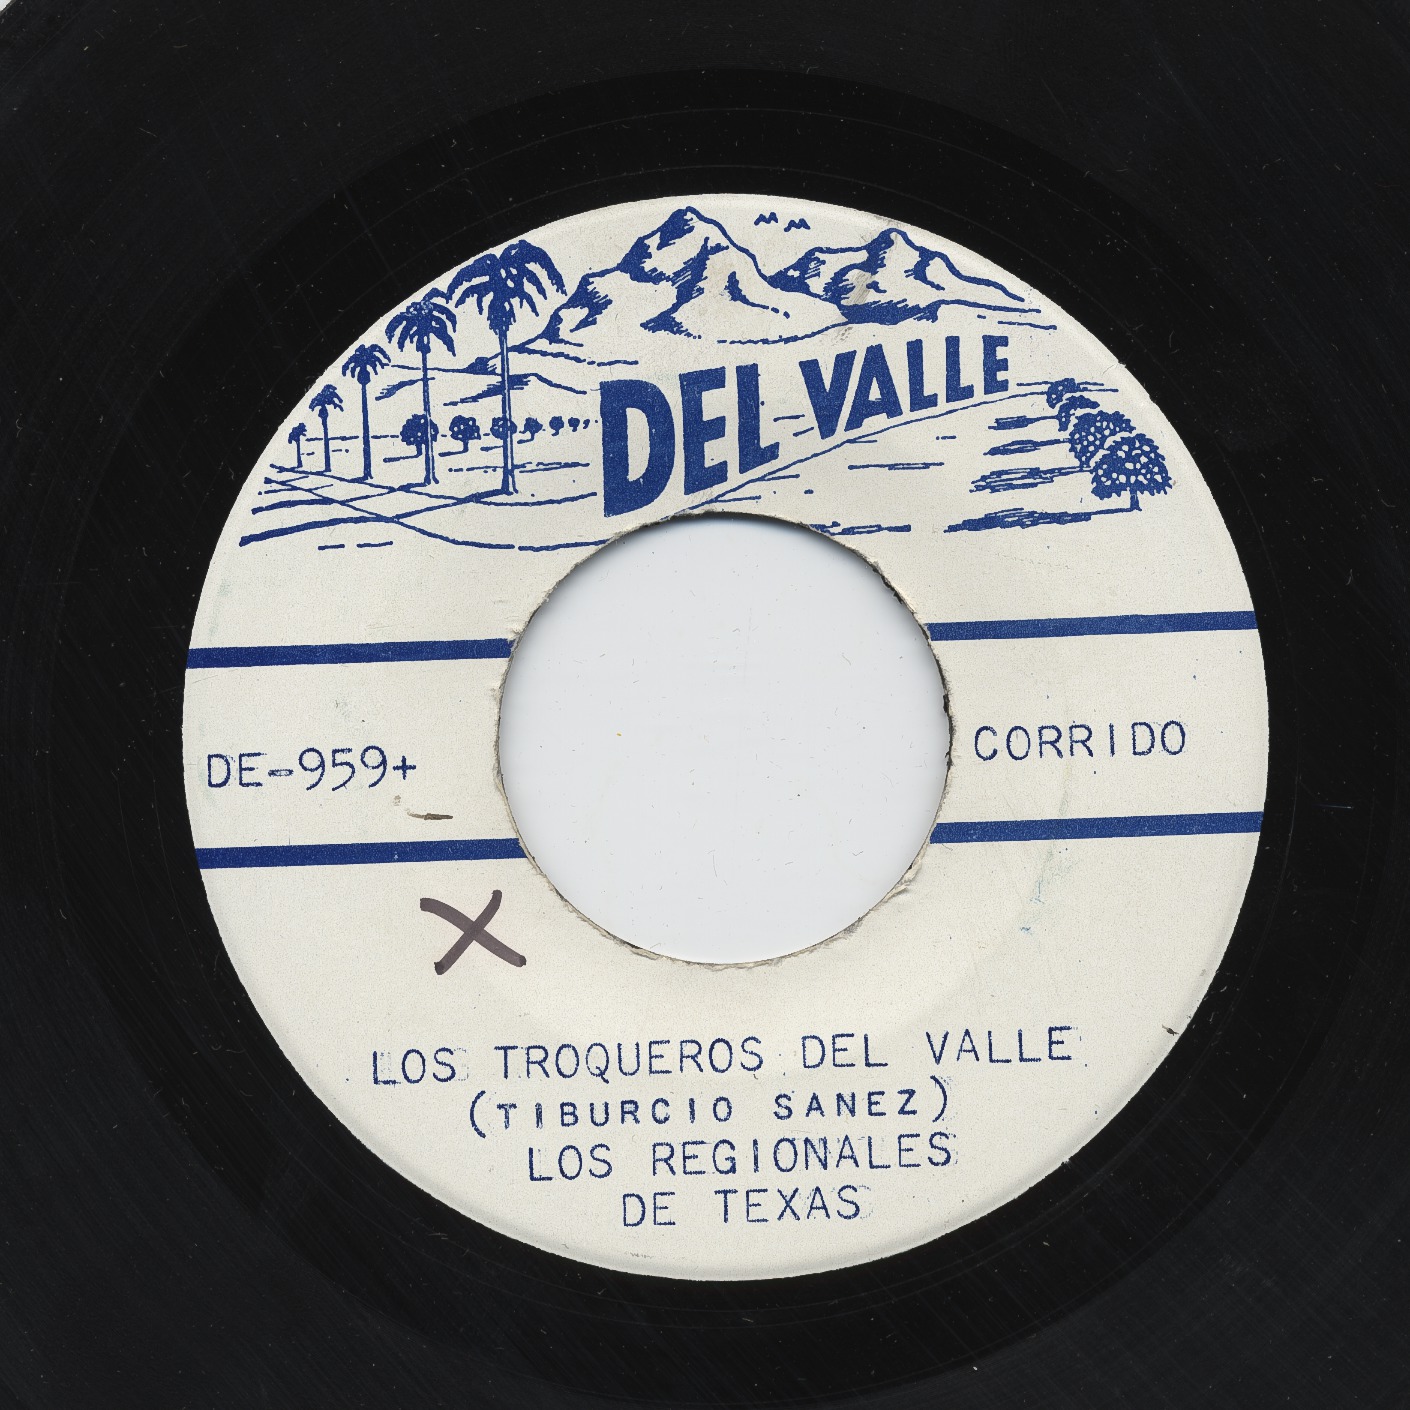 DEL VALLE
DE-959+
CORRIDO
X
LOS TROQUEROS DEL VALLE
(TIBURCIO SANEZ)
LOS REGIONALES
DE TEXAS